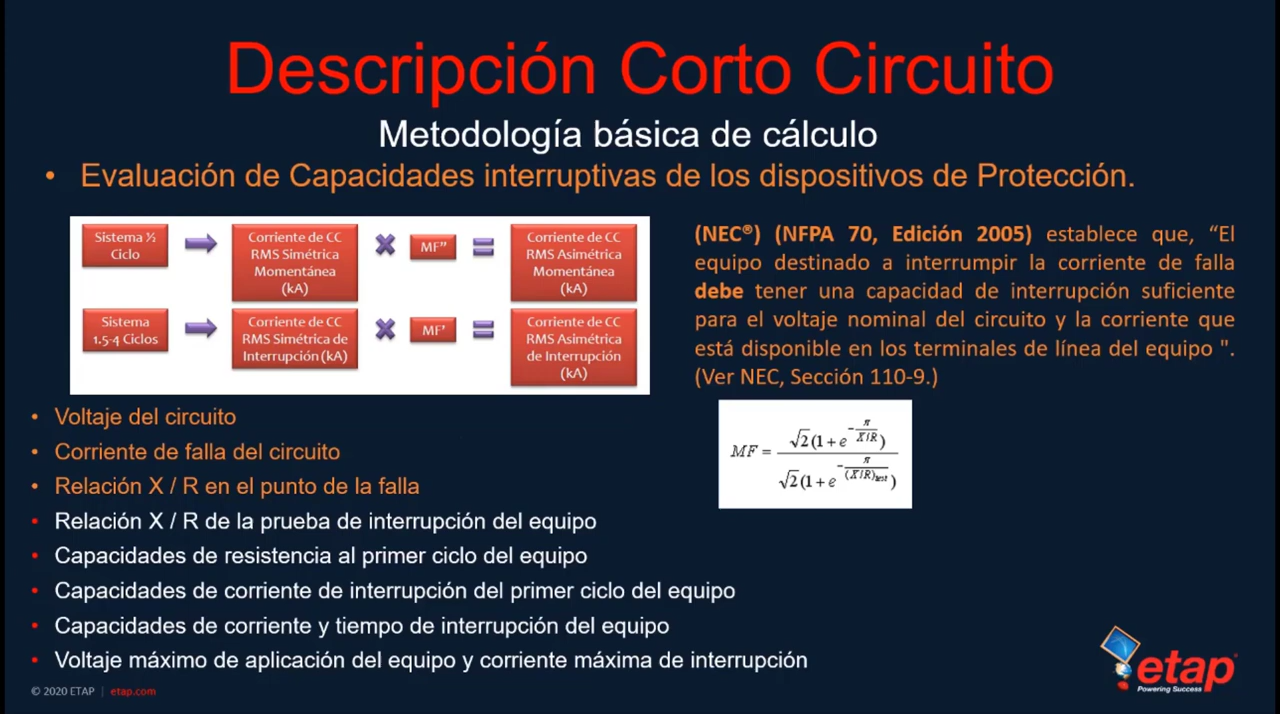 Descripción Corto Circuito
Metodología básica de cálculo
• Evaluación de Capacidades interruptivas de los dispositivos de Protección.
Sistema ½
Ciclo
Corriente de CC
RMS Simétrica
Momentánea
(kA)
MF"
Corriente de CC
RMS Asimétrica
Momentánea
(kA)
Sistema
1.5-4 Ciclos
Corriente de CC
RMS Simétrica de
Interrupción (kA)
MF'
Corriente de CC
RMS Asimétrica
de Interrupción
(kA)
(NEC®) (NFPA 70, Edición 2005) establece que, “El
equipo destinado a interrumpir la corriente de falla
debe tener una capacidad de interrupción suficiente
para el voltaje nominal del circuito y la corriente que
está disponible en los terminales de línea del equipo ".
(Ver NEC, Sección 110-9.)
MF = √2(1+e^(-π/(X/R))) / √2(1+e^(-π/(X/R)test))
• Voltaje del circuito
• Corriente de falla del circuito
• Relación X / R en el punto de la falla
• Relación X / R de la prueba de interrupción del equipo
• Capacidades de resistencia al primer ciclo del equipo
• Capacidades de corriente de interrupción del primer ciclo del equipo
• Capacidades de corriente y tiempo de interrupción del equipo
• Voltaje máximo de aplicación del equipo y corriente máxima de interrupción
© 2020 ETAP | etap.com
etap®
Powering Success